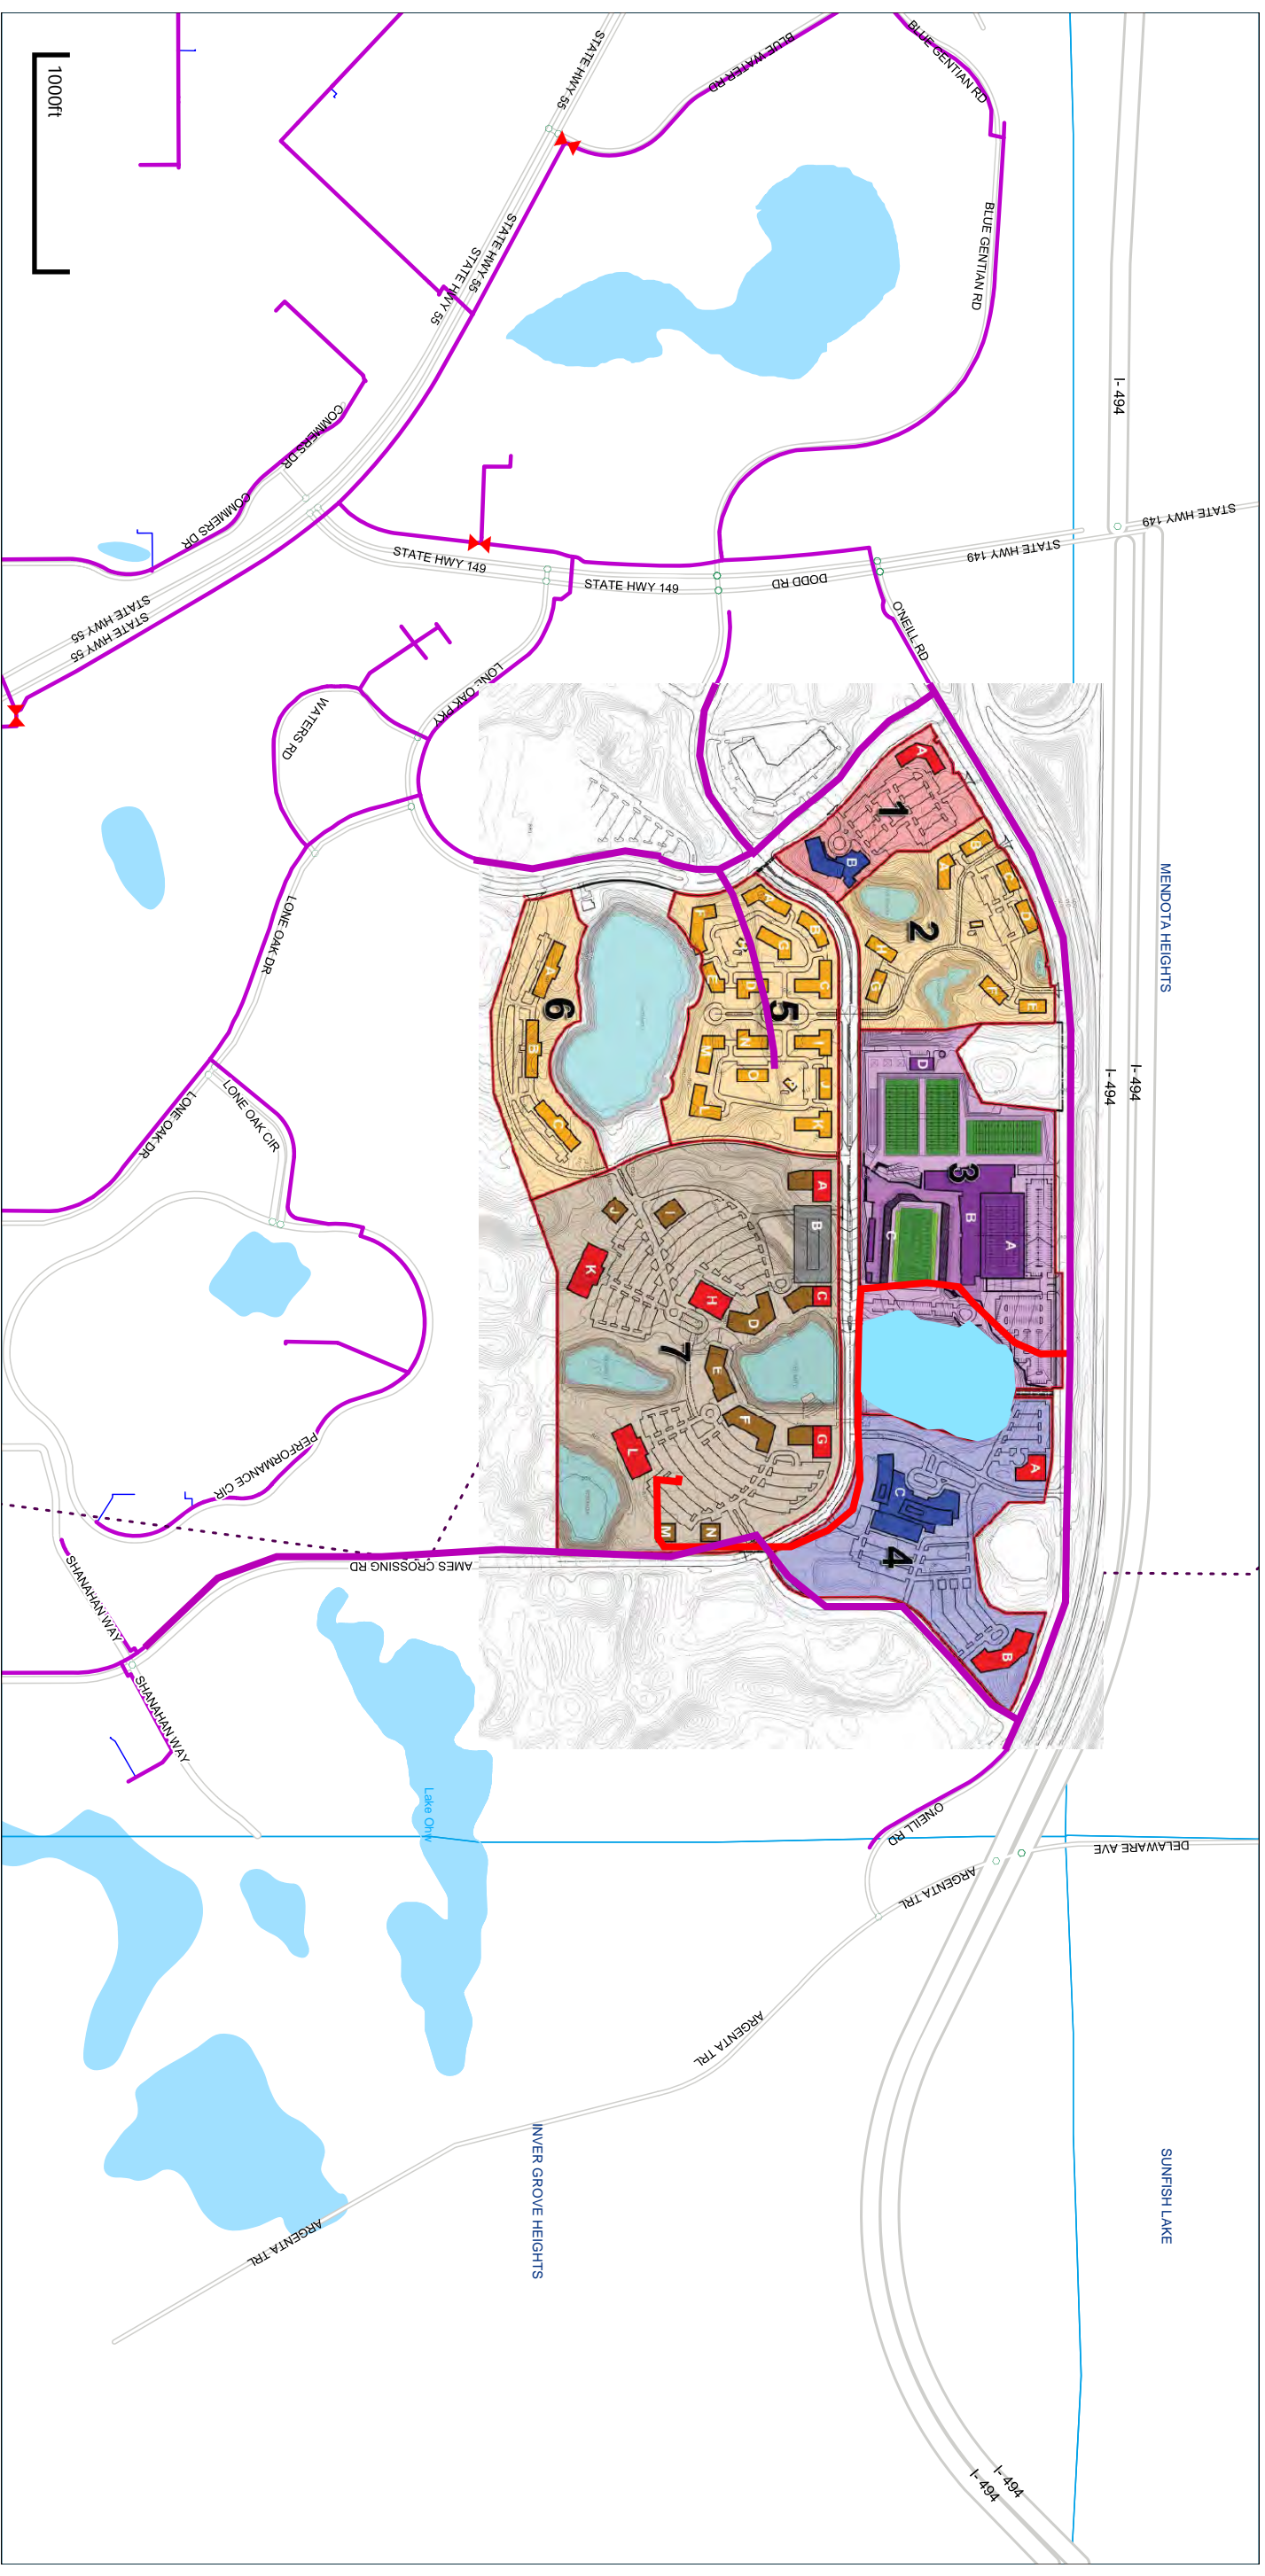 1000ft
STATE HWY 55
BLUE WATER RD
BLUE GENTIAN RD
STATE HWY 55
STATE HWY 55
BLUE GENTIAN RD
I- 494
COMMERS DR
COMMERS DR
STATE HWY 149
STATE HWY 149
STATE HWY 149
STATE HWY 149
DODD RD
STATE HWY 55
STATE HWY 55
O'NEILL RD
LONE OAK PKY
WATERS RD
MENDOTA HEIGHTS
LONE OAK DR
LONE OAK CIR
LONE OAK DR
I- 494
I- 494
A
1
B
B
A
C
D
2
H
G
F
E
A
B
F
G
C
E
D
5
I
N
M
O
J
L
K
A
6
B
C
D
3
B
A
C
A
B
J
I
K
H
C
D
7
E
F
G
L
M
N
A
C
4
B
PERFORMANCE CIR
AMES CROSSING RD
SHANAHAN WAY
SHANAHAN WAY
Lake Ohw
O'NEILL RD
DELAWARE AVE
ARGENTA TRL
ARGENTA TRL
INVER GROVE HEIGHTS
SUNFISH LAKE
ARGENTA TRL
I- 494
I- 494